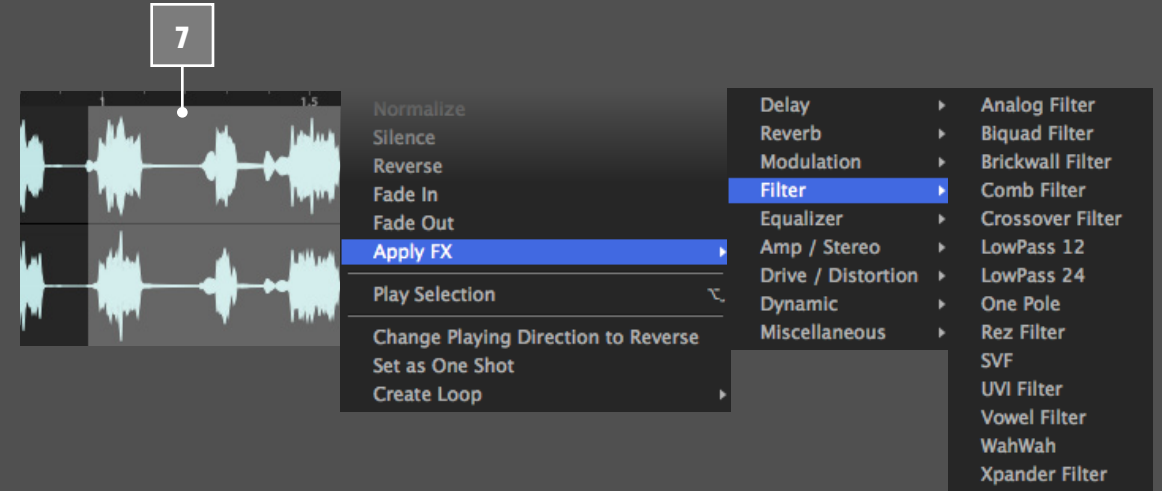 7
1
1.5
Normalize
Silence
Reverse
Fade In
Fade Out
Apply FX
Play Selection
Change Playing Direction to Reverse
Set as One Shot
Create Loop
Delay
Reverb
Modulation
Filter
Equalizer
Amp / Stereo
Drive / Distortion
Dynamic
Miscellaneous
Analog Filter
Biquad Filter
Brickwall Filter
Comb Filter
Crossover Filter
LowPass 12
LowPass 24
One Pole
Rez Filter
SVF
UVI Filter
Vowel Filter
WahWah
Xpander Filter